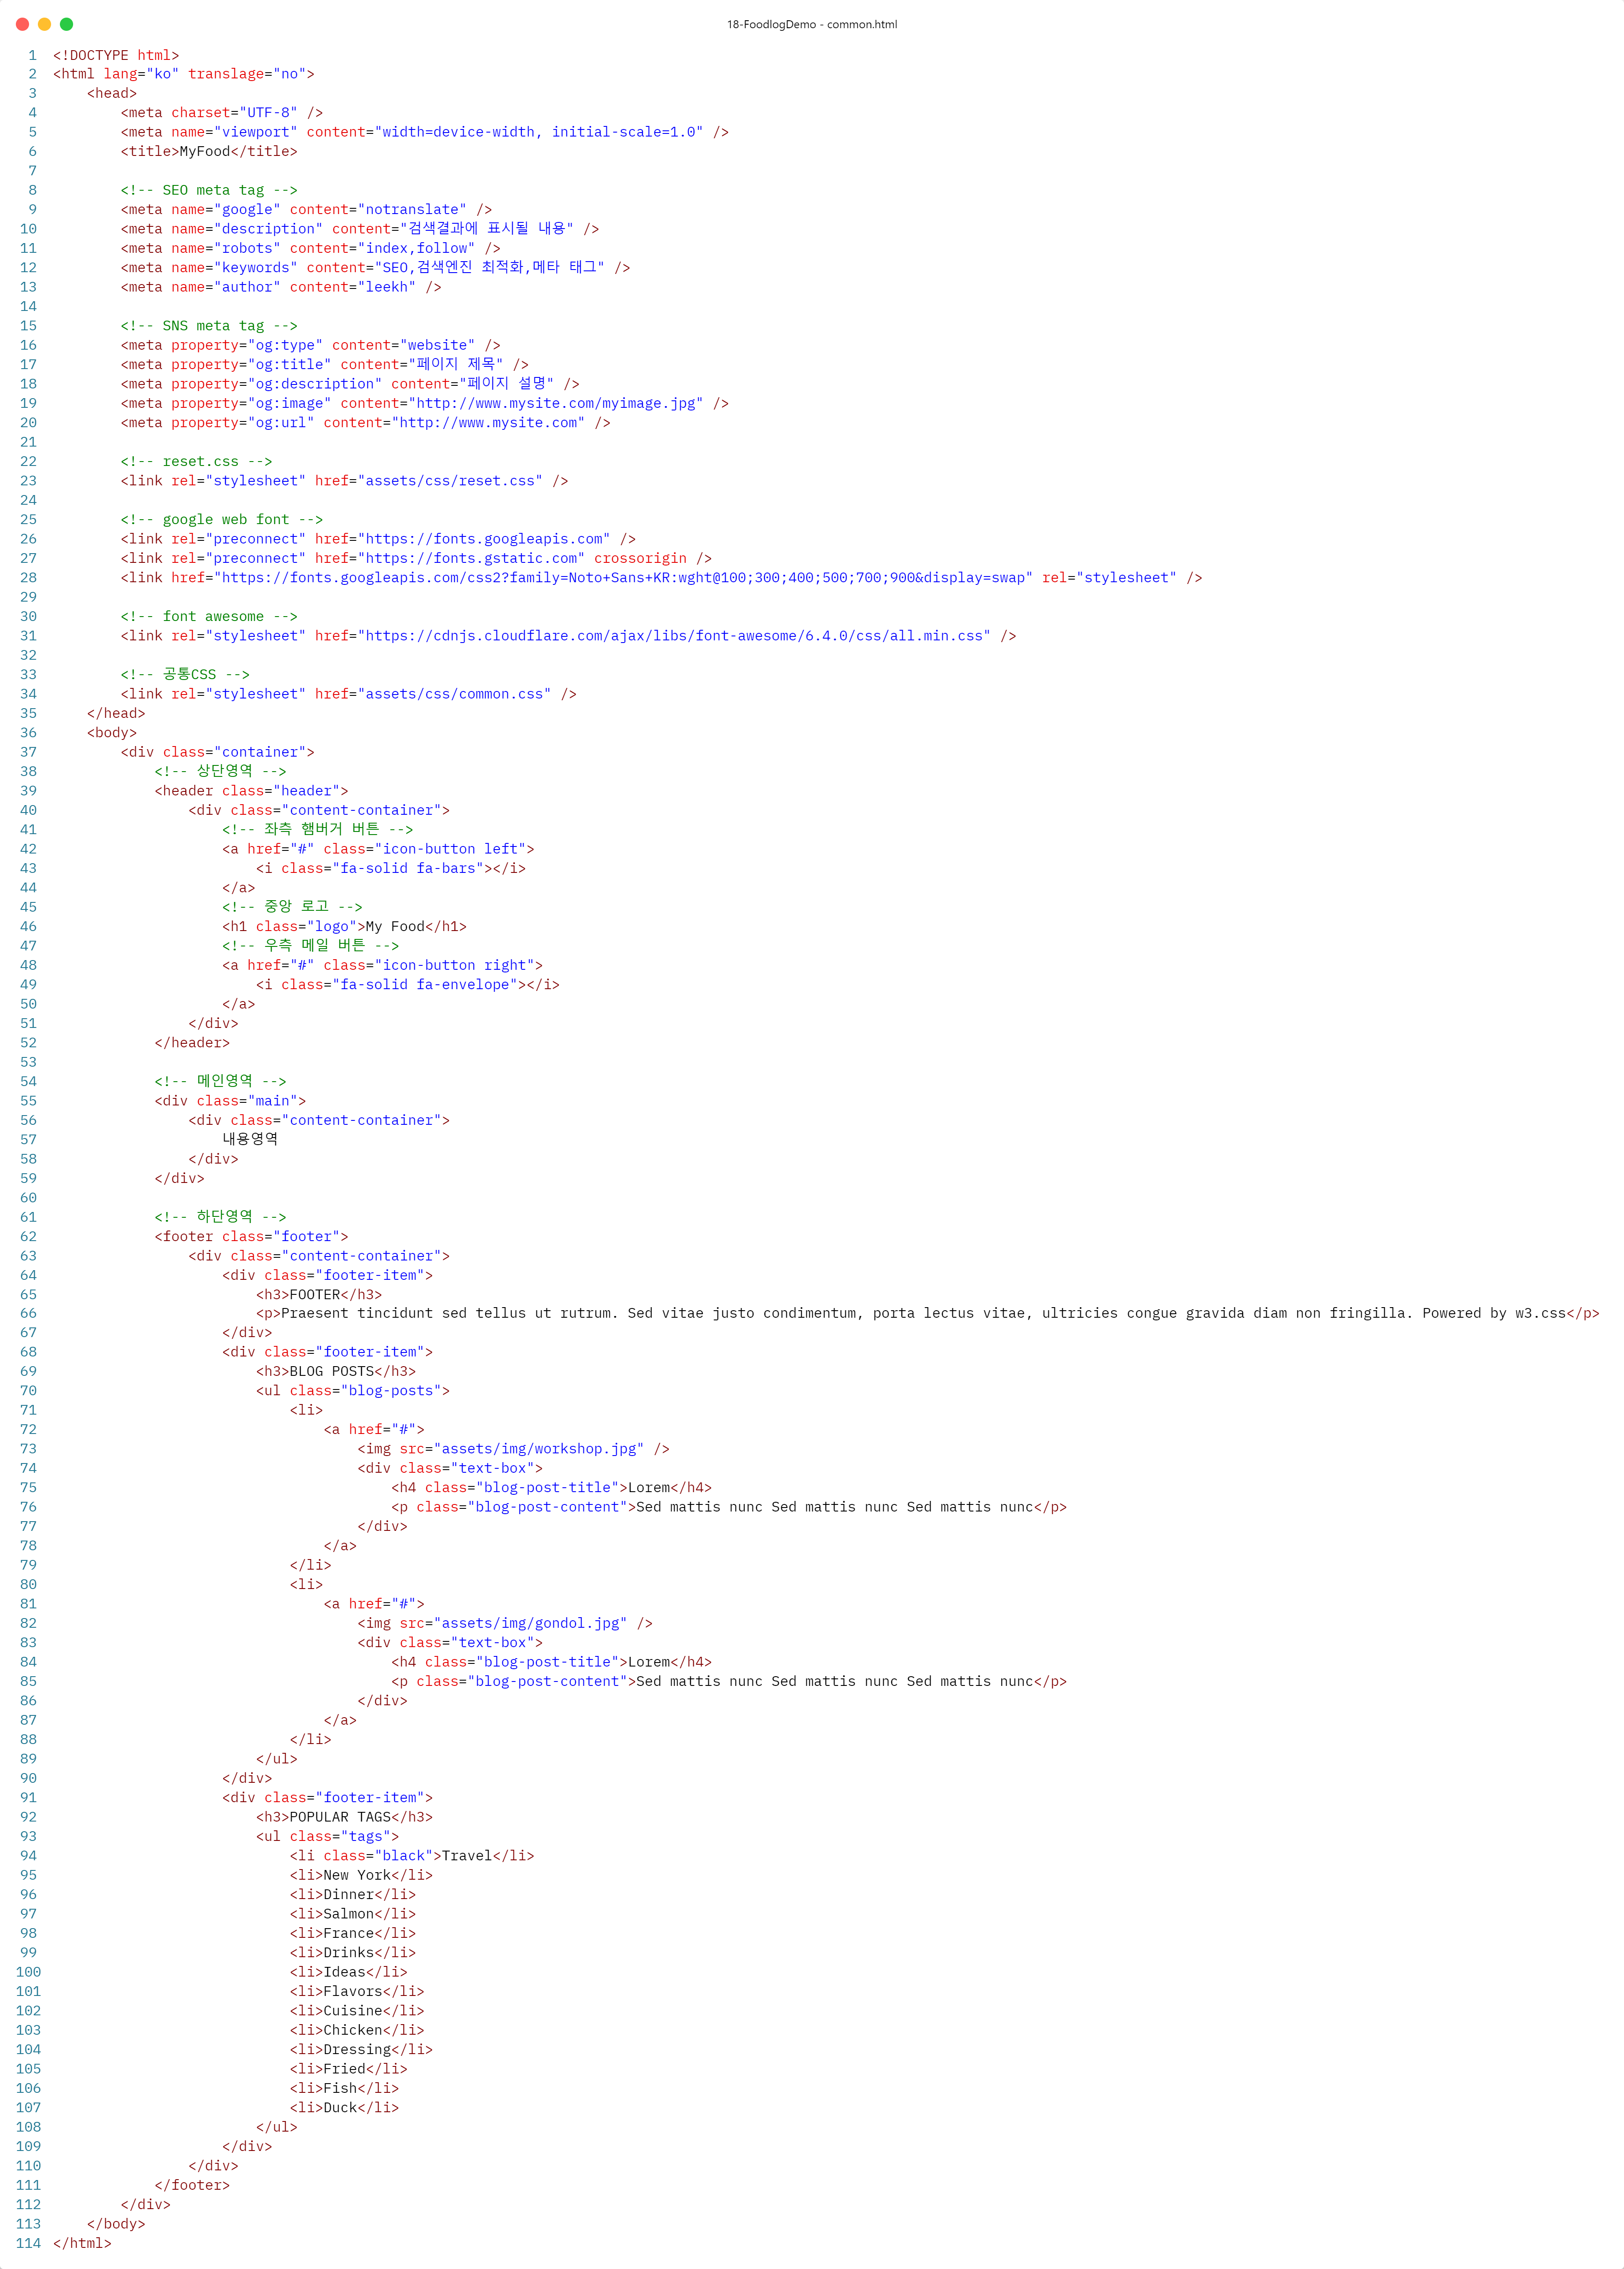 18-FoodlogDemo - common.html
1 <!DOCTYPE html>
2 <html lang="ko" translage="no">
3     <head>
4         <meta charset="UTF-8" />
5         <meta name="viewport" content="width=device-width, initial-scale=1.0" />
6         <title>MyFood</title>
7
8         <!-- SEO meta tag -->
9         <meta name="google" content="notranslate" />
10         <meta name="description" content="검색결과에 표시될 내용" />
11         <meta name="robots" content="index,follow" />
12         <meta name="keywords" content="SEO,검색엔진 최적화,메타 태그" />
13         <meta name="author" content="leekh" />
14
15         <!-- SNS meta tag -->
16         <meta property="og:type" content="website" />
17         <meta property="og:title" content="페이지 제목" />
18         <meta property="og:description" content="페이지 설명" />
19         <meta property="og:image" content="http://www.mysite.com/myimage.jpg" />
20         <meta property="og:url" content="http://www.mysite.com" />
21
22         <!-- reset.css -->
23         <link rel="stylesheet" href="assets/css/reset.css" />
24
25         <!-- google web font -->
26         <link rel="preconnect" href="https://fonts.googleapis.com" />
27         <link rel="preconnect" href="https://fonts.gstatic.com" crossorigin />
28         <link href="https://fonts.googleapis.com/css2?family=Noto+Sans+KR:wght@100;300;400;500;700;900&display=swap" rel="stylesheet" />
29
30         <!-- font awesome -->
31         <link rel="stylesheet" href="https://cdnjs.cloudflare.com/ajax/libs/font-awesome/6.4.0/css/all.min.css" />
32
33         <!-- 공통CSS -->
34         <link rel="stylesheet" href="assets/css/common.css" />
35     </head>
36     <body>
37         <div class="container">
38             <!-- 상단영역 -->
39             <header class="header">
40                 <div class="content-container">
41                     <!-- 좌측 햄버거 버튼 -->
42                     <a href="#" class="icon-button left">
43                         <i class="fa-solid fa-bars"></i>
44                     </a>
45                     <!-- 중앙 로고 -->
46                     <h1 class="logo">My Food</h1>
47                     <!-- 우측 메일 버튼 -->
48                     <a href="#" class="icon-button right">
49                         <i class="fa-solid fa-envelope"></i>
50                     </a>
51                 </div>
52             </header>
53
54             <!-- 메인영역 -->
55             <div class="main">
56                 <div class="content-container">
57                     내용영역
58                 </div>
59             </div>
60
61             <!-- 하단영역 -->
62             <footer class="footer">
63                 <div class="content-container">
64                     <div class="footer-item">
65                         <h3>FOOTER</h3>
66                         <p>Praesent tincidunt sed tellus ut rutrum. Sed vitae justo condimentum, porta lectus vitae, ultricies congue gravida diam non fringilla. Powered by w3.css</p>
67                     </div>
68                     <div class="footer-item">
69                         <h3>BLOG POSTS</h3>
70                         <ul class="blog-posts">
71                             <li>
72                                 <a href="#">
73                                     <img src="assets/img/workshop.jpg" />
74                                     <div class="text-box">
75                                         <h4 class="blog-post-title">Lorem</h4>
76                                         <p class="blog-post-content">Sed mattis nunc Sed mattis nunc Sed mattis nunc</p>
77                                     </div>
78                                 </a>
79                             </li>
80                             <li>
81                                 <a href="#">
82                                     <img src="assets/img/gondol.jpg" />
83                                     <div class="text-box">
84                                         <h4 class="blog-post-title">Lorem</h4>
85                                         <p class="blog-post-content">Sed mattis nunc Sed mattis nunc Sed mattis nunc</p>
86                                     </div>
87                                 </a>
88                             </li>
89                         </ul>
90                     </div>
91                     <div class="footer-item">
92                         <h3>POPULAR TAGS</h3>
93                         <ul class="tags">
94                             <li class="black">Travel</li>
95                             <li>New York</li>
96                             <li>Dinner</li>
97                             <li>Salmon</li>
98                             <li>France</li>
99                             <li>Drinks</li>
100                             <li>Ideas</li>
101                             <li>Flavors</li>
102                             <li>Cuisine</li>
103                             <li>Chicken</li>
104                             <li>Dressing</li>
105                             <li>Fried</li>
106                             <li>Fish</li>
107                             <li>Duck</li>
108                         </ul>
109                     </div>
110                 </div>
111             </footer>
112         </div>
113     </body>
114 </html>